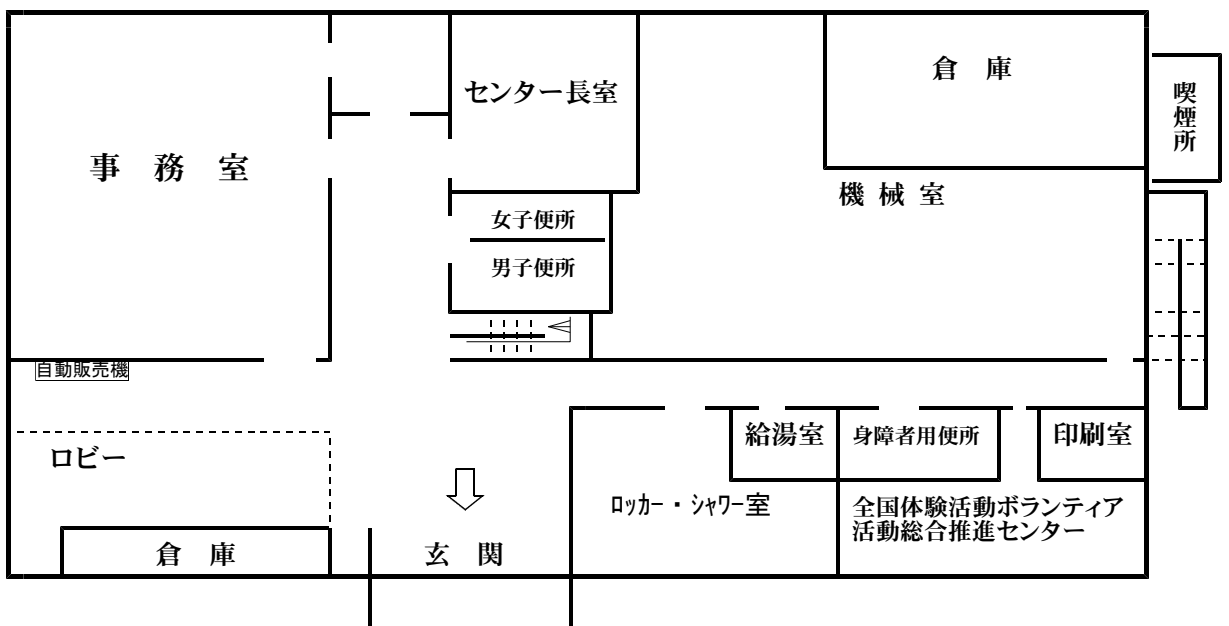 倉　庫
センター長室
喫煙所
事　務　室
機 械 室
女子便所
男子便所
自動販売機
給湯室
身障者用便所
印刷室
ロビー
ﾛｯｶｰ・ｼｬﾜｰ室
全国体験活動ボランティア
活動総合推進センター
倉　庫
玄　関